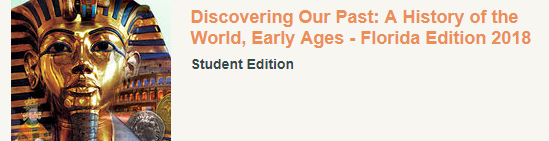 Discovering Our Past: A History of the
World, Early Ages - Florida Edition 2018
Student Edition